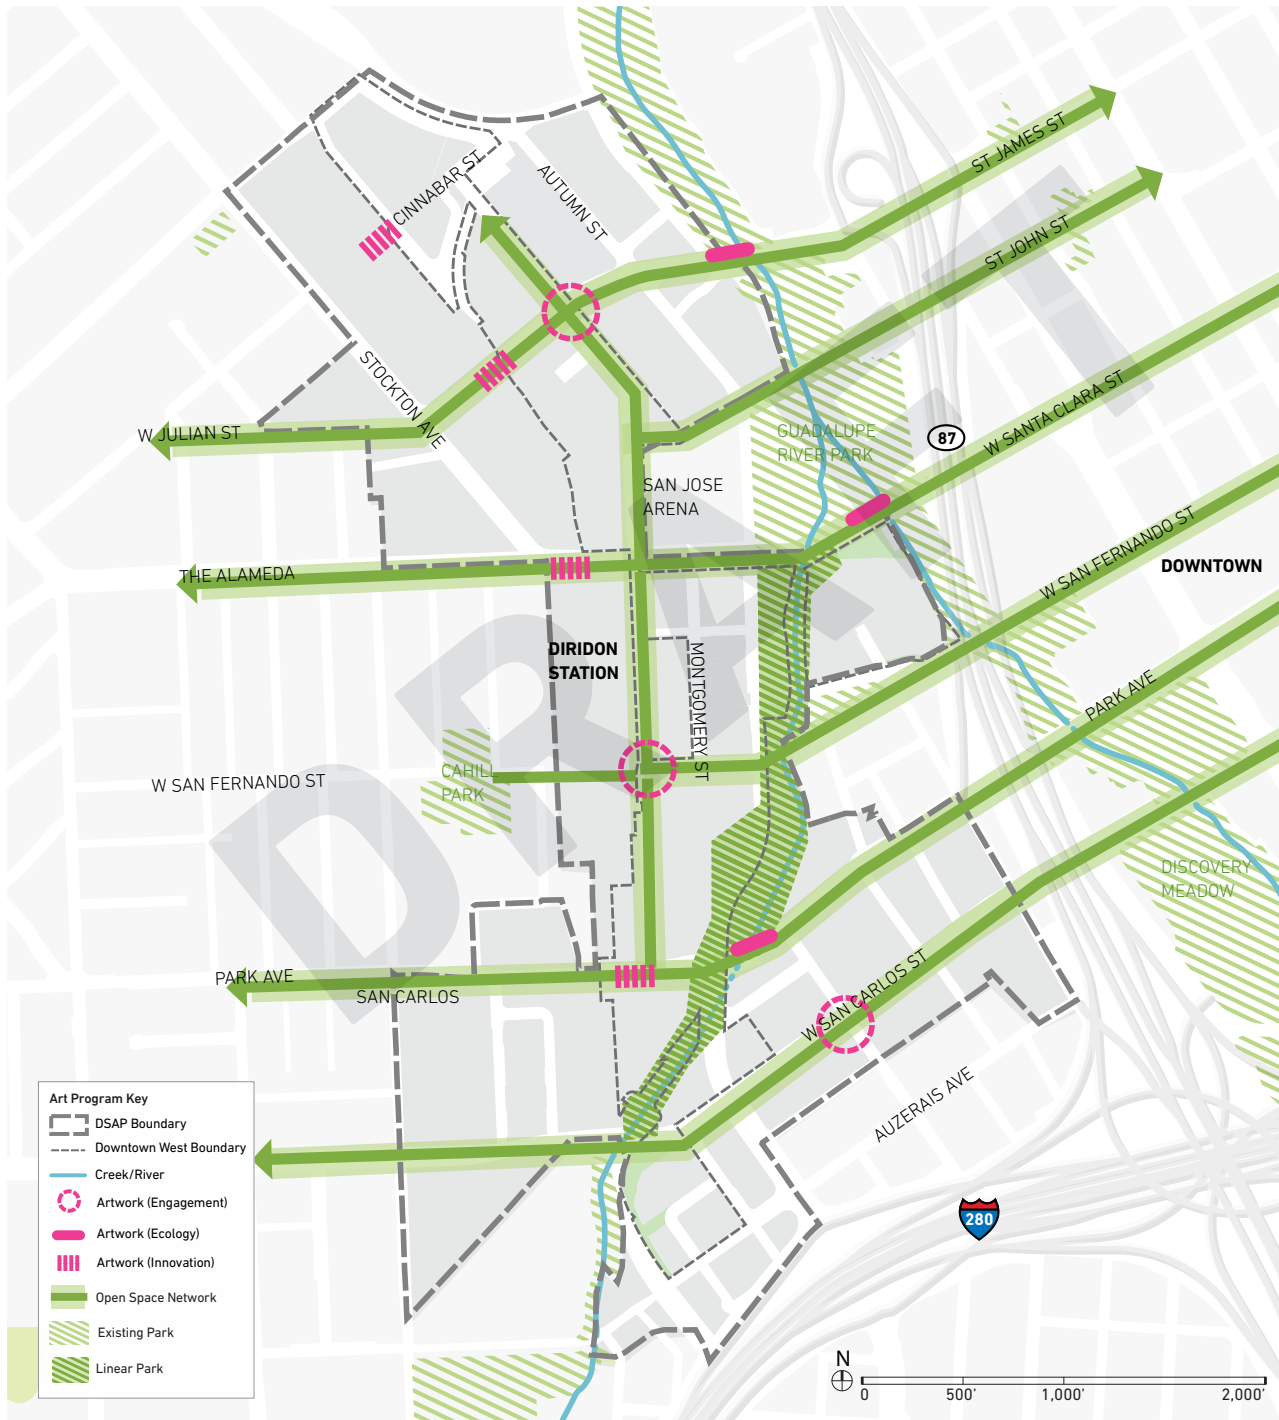 ST JAMES ST
CINNABAR ST
AUTUMN ST
ST JOHN ST
STOCKTON AVE
W JULIAN ST
GUADALUPE
RIVER PARK
87
W SANTA CLARA ST
SAN JOSE
ARENA
THE ALAMEDA
W SAN FERNANDO ST
DOWNTOWN
DIRIDON
STATION
MONTGOMERY ST
PARK AVE
W SAN FERNANDO ST
CAHILL
PARK
DISCOVERY
MEADOW
DRA
PARK AVE
SAN CARLOS
W SAN CARLOS ST
AUZERAIS AVE
280
Art Program Key
DSAP Boundary
Downtown West Boundary
Creek/River
Artwork (Engagement)
Artwork (Ecology)
Artwork (Innovation)
Open Space Network
Existing Park
Linear Park
N
0 500' 1,000' 2,000'